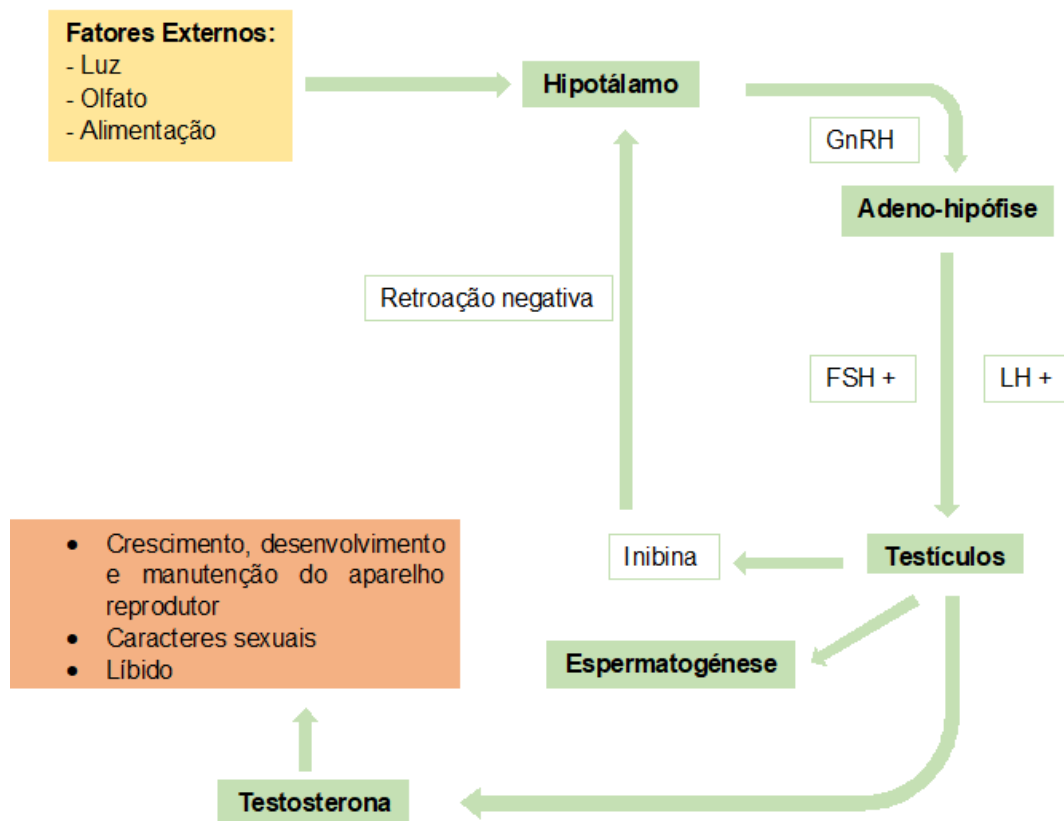 Fatores Externos:
- Luz
- Olfato
- Alimentação
Hipotálamo
GnRH
Adeno-hipófise
Retroação negativa
FSH +
LH +
• Crescimento, desenvolvimento
e manutenção do aparelho
reprodutor
• Caracteres sexuais
• Líbido
Inibina
Testículos
Espermatogénese
Testosterona